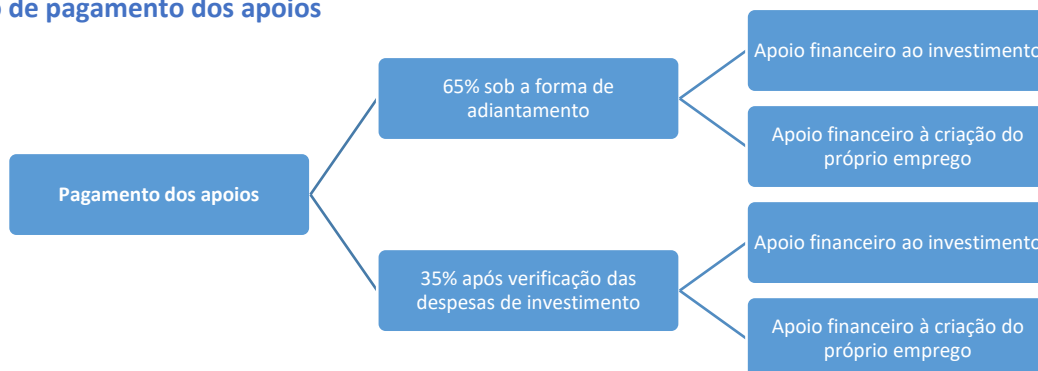 o de pagamento dos apoios
Apoio financeiro ao investimento
65% sob a forma de
adiantamento
Apoio financeiro à criação do
próprio emprego
Pagamento dos apoios
Apoio financeiro ao investimento
35% após verificação das
despesas de investimento
Apoio financeiro à criação do
próprio emprego